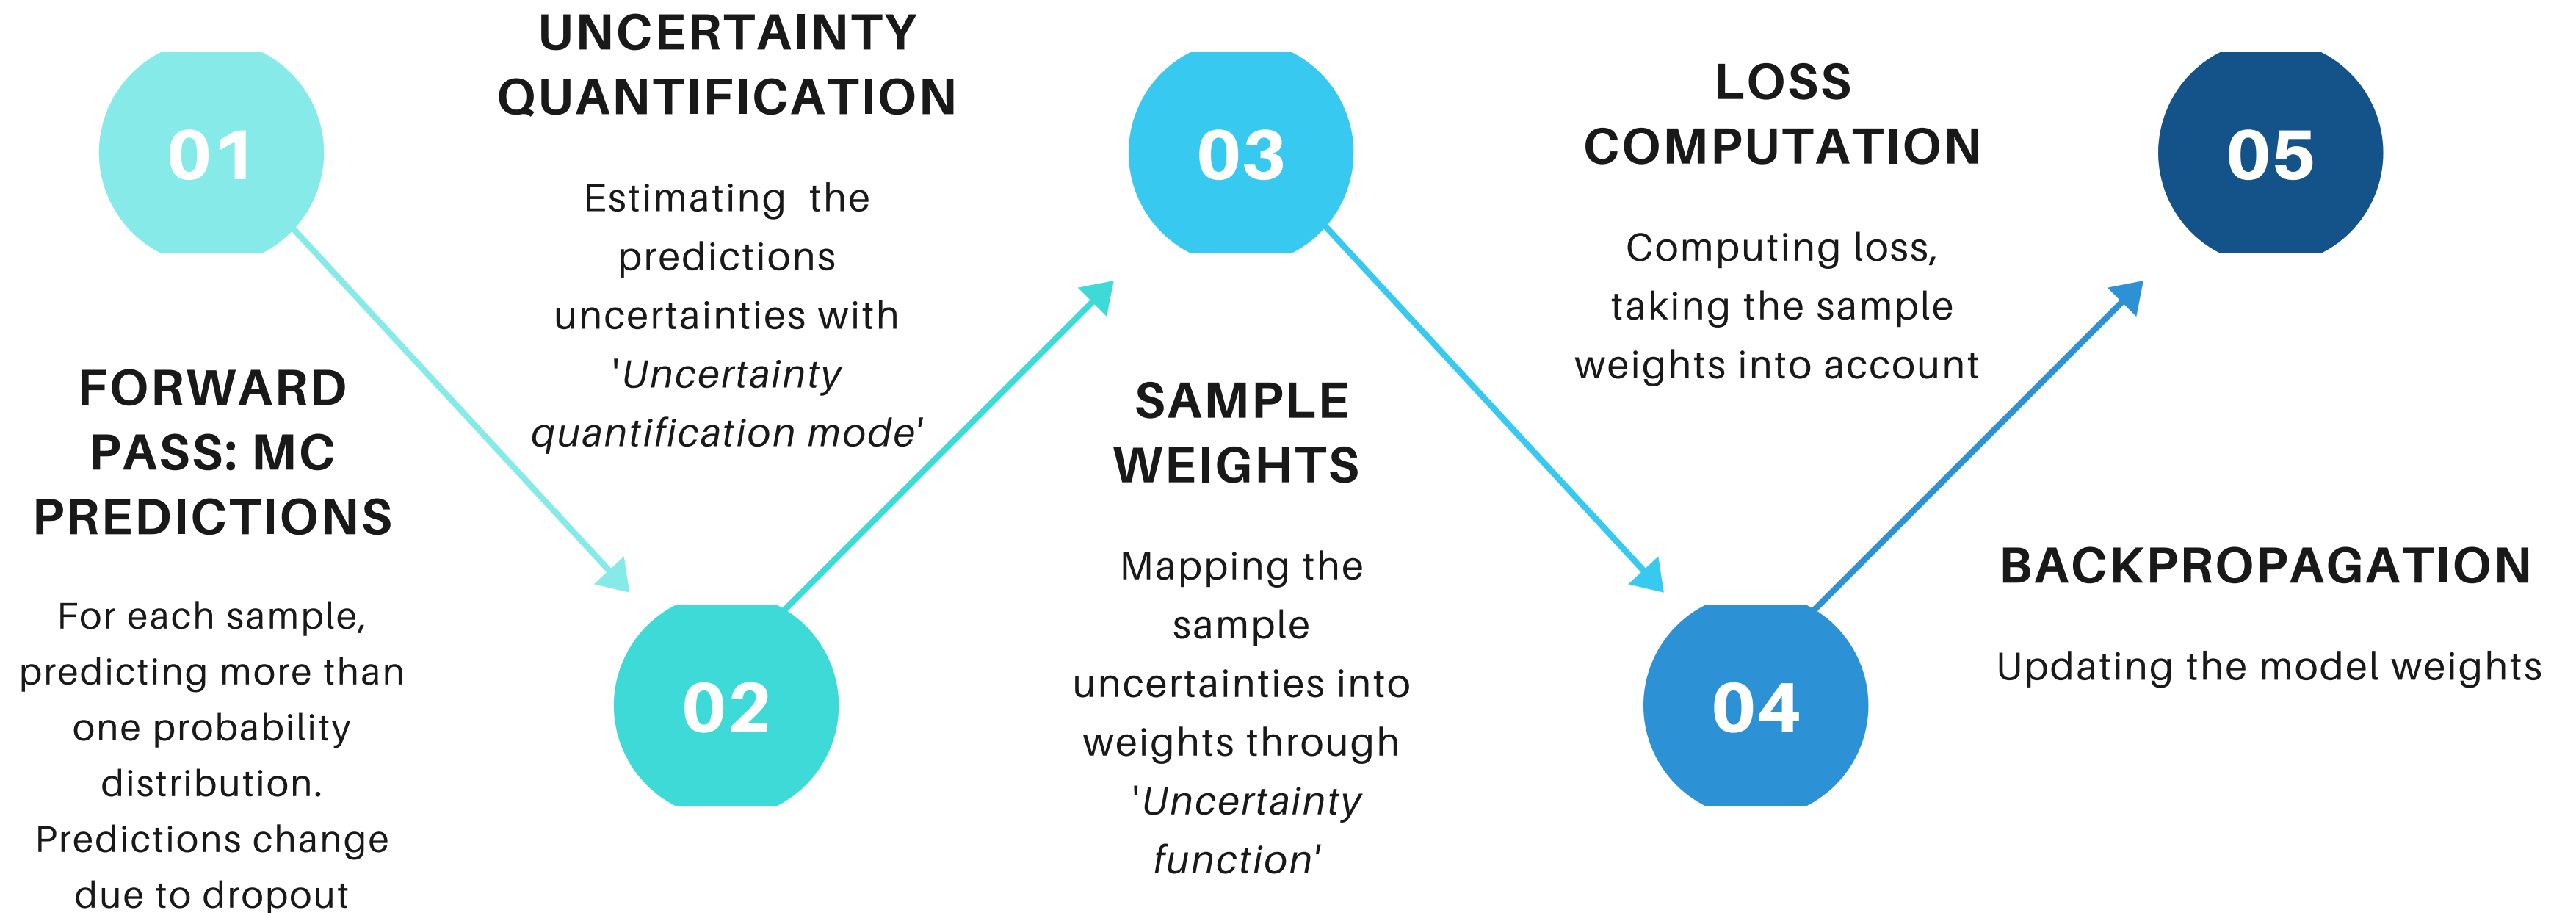 01
FORWARD
PASS: MC
PREDICTIONS
For each sample,
predicting more than
one probability
distribution.
Predictions change
due to dropout
UNCERTAINTY
QUANTIFICATION
Estimating the
predictions
uncertainties with
'Uncertainty
quantification mode'
02
03
SAMPLE
WEIGHTS
Mapping the
sample
uncertainties into
weights through
'Uncertainty
function'
LOSS
COMPUTATION
Computing loss,
taking the sample
weights into account
04
05
BACKPROPAGATION
Updating the model weights